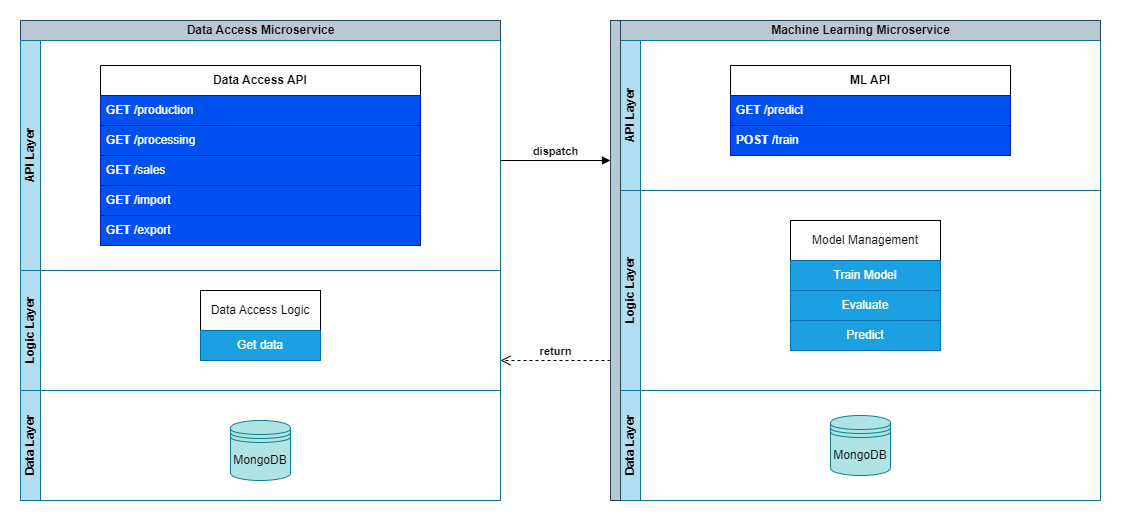 Data Access Microservice
API Layer
Data Access API
GET /production
GET /processing
GET /sales
GET /import
GET /export
Logic Layer
Data Access Logic
Get data
Data Layer
MongoDB
dispatch
return
Machine Learning Microservice
API Layer
ML API
GET /predict
POST /train
Logic Layer
Model Management
Train Model
Evaluate
Predict
Data Layer
MongoDB